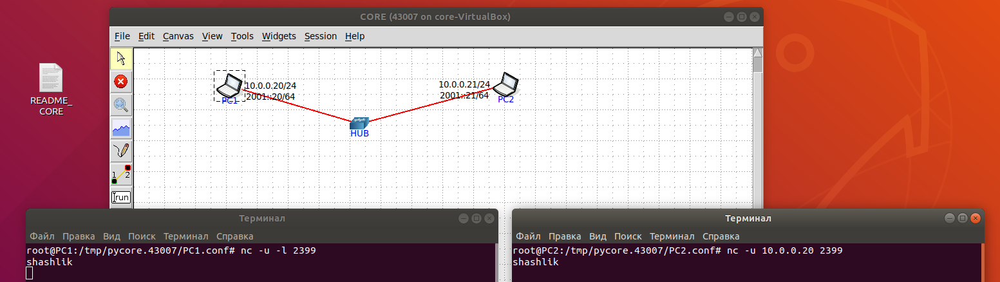 CORE (43007 on core-VirtualBox)
File Edit Canvas View Tools Widgets Session Help
README_
CORE
10.0.0.20/24
2001::20/64
PC1
10.0.0.21/24
2001::21/64
PC2
HUB
1 2
run
Терминал
Файл Правка Вид Поиск Терминал Справка
root@PC1:/tmp/pycore.43007/PC1.conf# nc -u -l 2399
shashlik
Терминал
Файл Правка Вид Поиск Терминал Справка
root@PC2:/tmp/pycore.43007/PC2.conf# nc -u 10.0.0.20 2399
shashlik